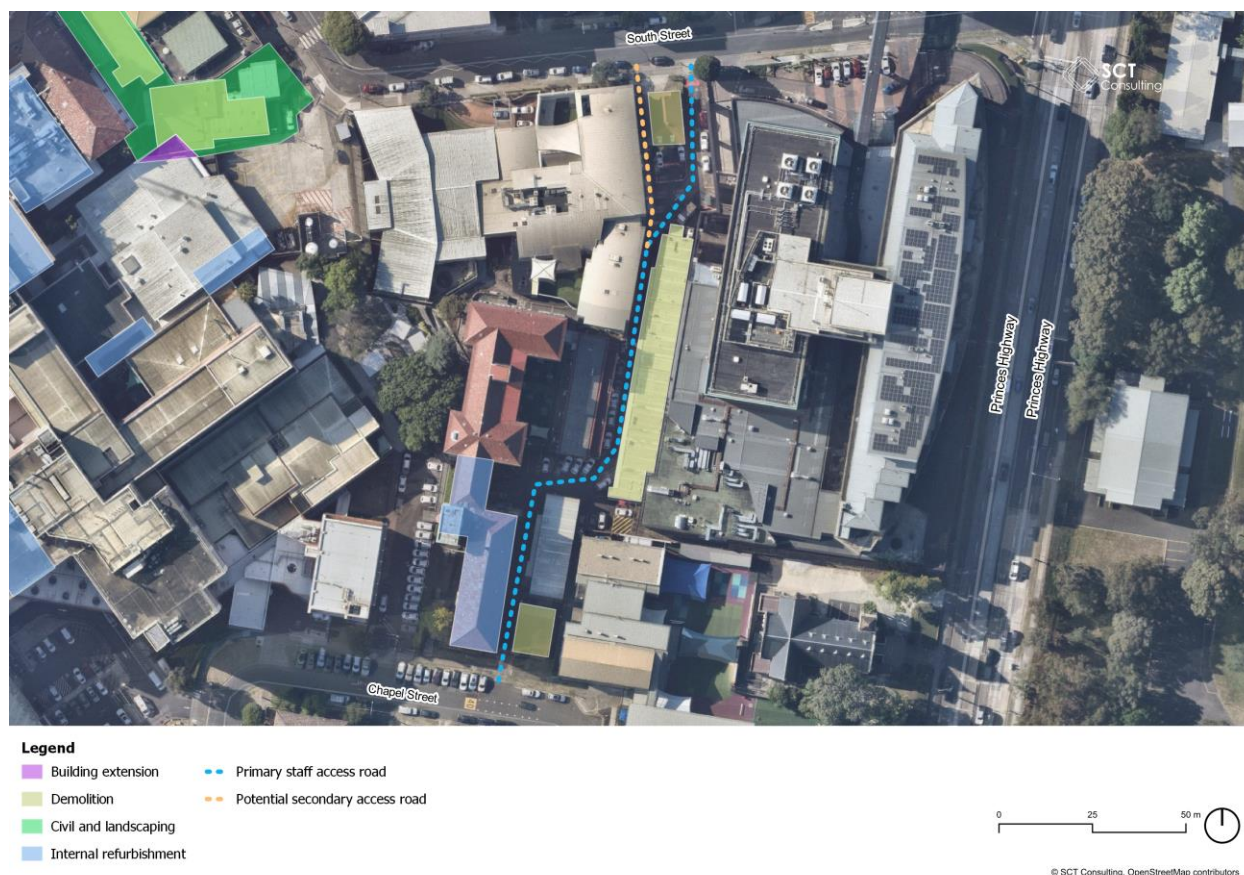 South Street
SCT
Consulting
Princes Highway
Princes Highway
Chapel Street
Legend
Building extension
Demolition
Civil and landscaping
Internal refurbishment
Primary staff access road
Potential secondary access road
0 25 50 m
© SCT Consulting, OpenStreetMap contributors